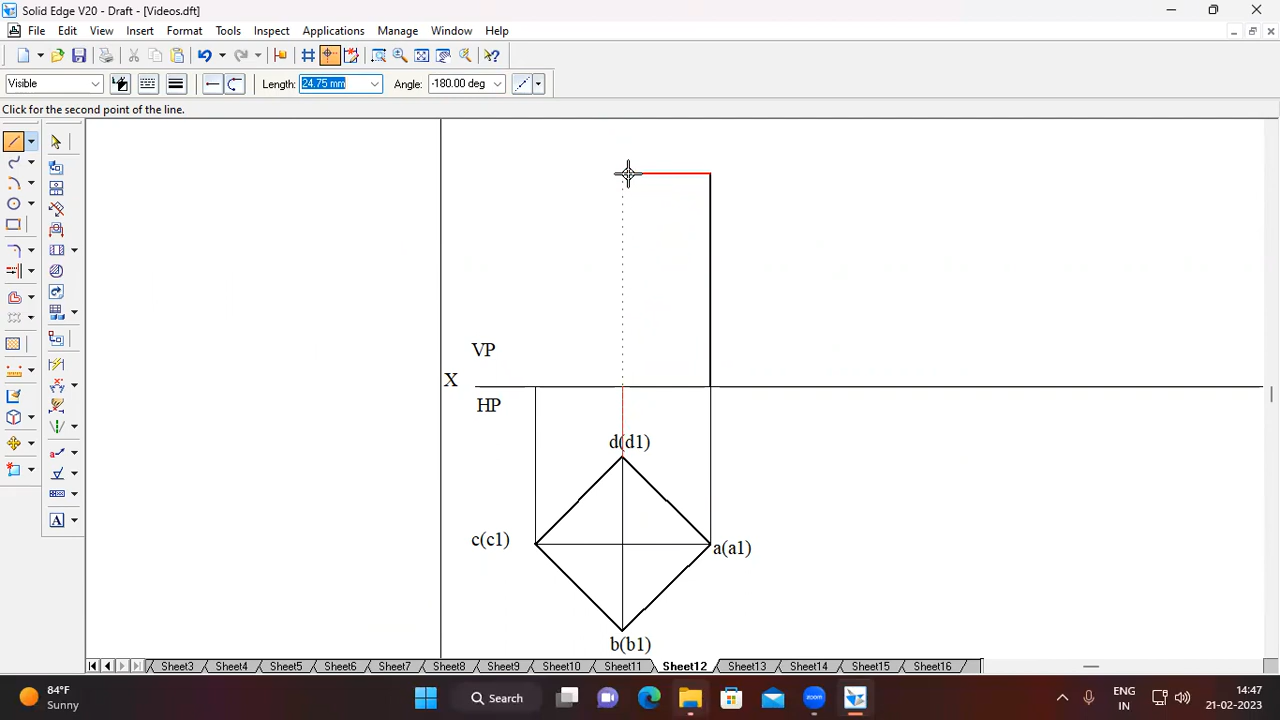 Solid Edge V20 - Draft - [Videos.dft]
File Edit View Insert Format Tools Inspect Applications Manage Window Help
Visible Length: 24.75 mm Angle: -180.00 deg
Click for the second point of the line.
VP
X
HP
d(d1)
c(c1) a(a1)
b(b1)
Sheet3 Sheet4 Sheet5 Sheet6 Sheet7 Sheet8 Sheet9 Sheet10 Sheet11 Sheet12 Sheet13 Sheet14 Sheet15 Sheet16
84°F
Sunny
Search
zoom
ENG
IN
14:47
21-02-2023